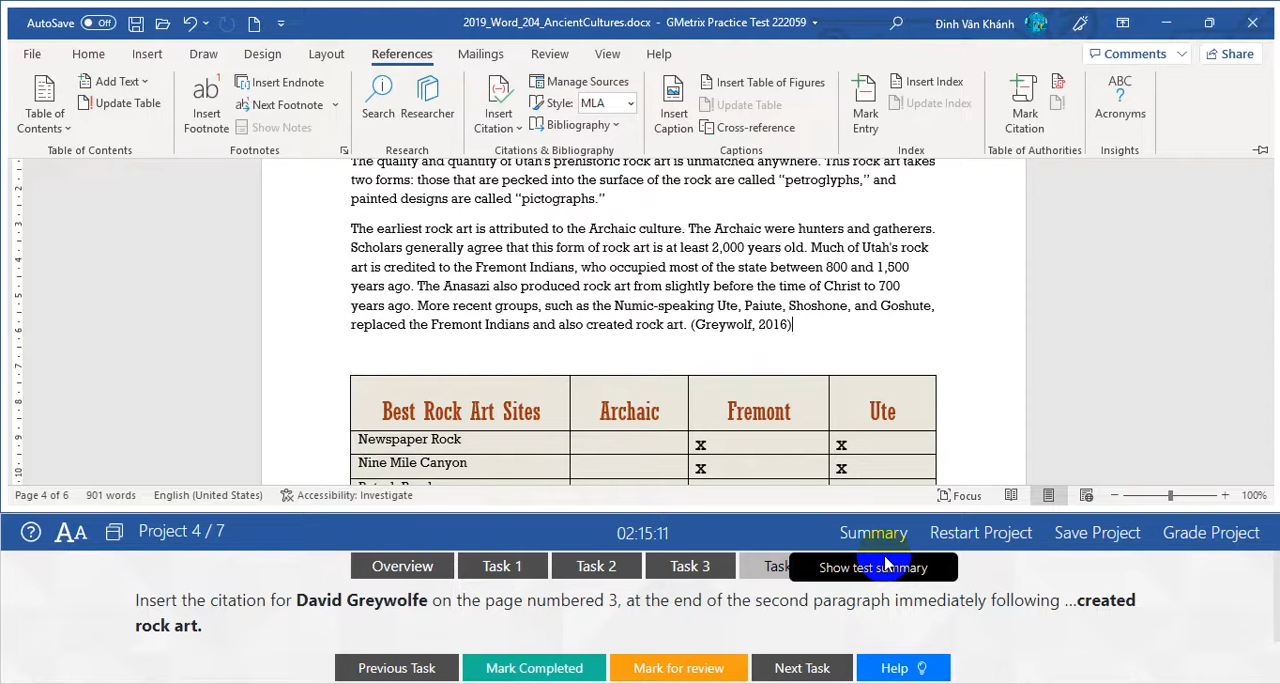 AutoSave Off 2019_Word_204_AncientCultures.docx - GMetrix Practice Test 222059 Đinh Văn Khánh
File Home Insert Draw Design Layout References Mailings Review View Help Comments Share
Table of Contents
Add Text
Update Table
Table of Contents
ab
Insert Footnote
Insert Endnote
Next Footnote
Show Notes
Footnotes
Search
Researcher
Research
Insert Citation
Manage Sources
Style: MLA
Bibliography
Citations & Bibliography
Insert Caption
Insert Table of Figures
Update Table
Cross-reference
Captions
Mark Entry
Insert Index
Update Index
Index
Mark Citation
Table of Authorities
ABC
?
Acronyms
Insights
The quality and quantity of Utah's prehistoric rock art is unmatched anywhere. This rock art takes
two forms: those that are pecked into the surface of the rock are called “petroglyphs,” and
painted designs are called “pictographs.”
The earliest rock art is attributed to the Archaic culture. The Archaic were hunters and gatherers.
Scholars generally agree that this form of rock art is at least 2,000 years old. Much of Utah's rock
art is credited to the Fremont Indians, who occupied most of the state between 800 and 1,500
years ago. The Anasazi also produced rock art from slightly before the time of Christ to 700
years ago. More recent groups, such as the Numic-speaking Ute, Paiute, Shoshone, and Goshute,
replaced the Fremont Indians and also created rock art. (Greywolf, 2016)
Best Rock Art Sites Archaic Fremont Ute
Newspaper Rock x x
Nine Mile Canyon x x
Page 4 of 6 901 words English (United States) Accessibility: Investigate Focus 100%
? AA Project 4 / 7 02:15:11 Summary Restart Project Save Project Grade Project
Overview Task 1 Task 2 Task 3 Task Show test summary
Insert the citation for David Greywolfe on the page numbered 3, at the end of the second paragraph immediately following ...created
rock art.
Previous Task Mark Completed Mark for review Next Task Help